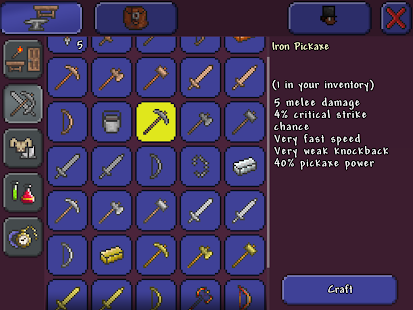 5
Iron Pickaxe
(1 in your inventory)
5 melee damage
4% critical strike
chance
Very fast speed
Very weak knockback
40% pickaxe power
Craft